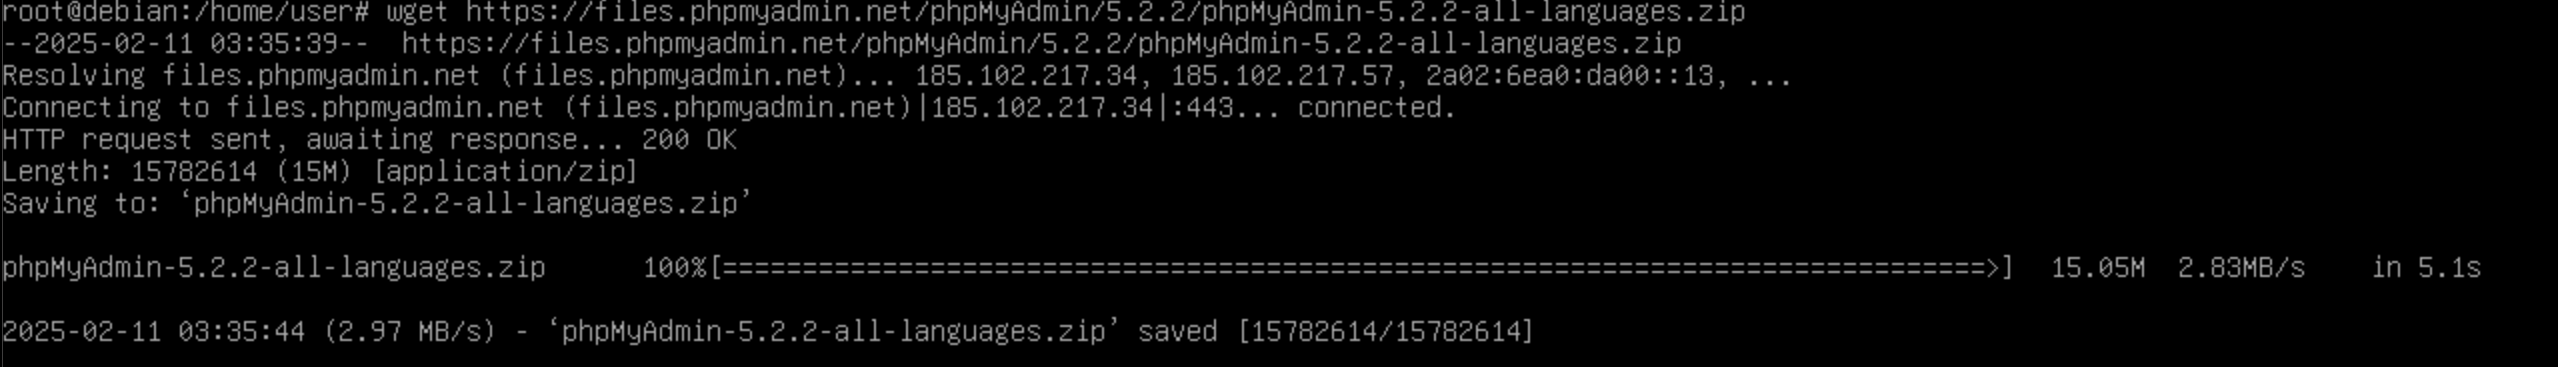 root@debian:/home/user# wget https://files.phpmyadmin.net/phpMyAdmin/5.2.2/phpMyAdmin-5.2.2-all-languages.zip
--2025-02-11 03:35:39--  https://files.phpmyadmin.net/phpMyAdmin/5.2.2/phpMyAdmin-5.2.2-all-languages.zip
Resolving files.phpmyadmin.net (files.phpmyadmin.net)... 185.102.217.34, 185.102.217.57, 2a02:6ea0:da00::13, ...
Connecting to files.phpmyadmin.net (files.phpmyadmin.net)|185.102.217.34|:443... connected.
HTTP request sent, awaiting response... 200 OK
Length: 15782614 (15M) [application/zip]
Saving to: ‘phpMyAdmin-5.2.2-all-languages.zip’
phpMyAdmin-5.2.2-all-languages.zip      100%[===============================================================================>]  15.05M  2.83MB/s    in 5.1s
2025-02-11 03:35:44 (2.97 MB/s) - ‘phpMyAdmin-5.2.2-all-languages.zip’ saved [15782614/15782614]